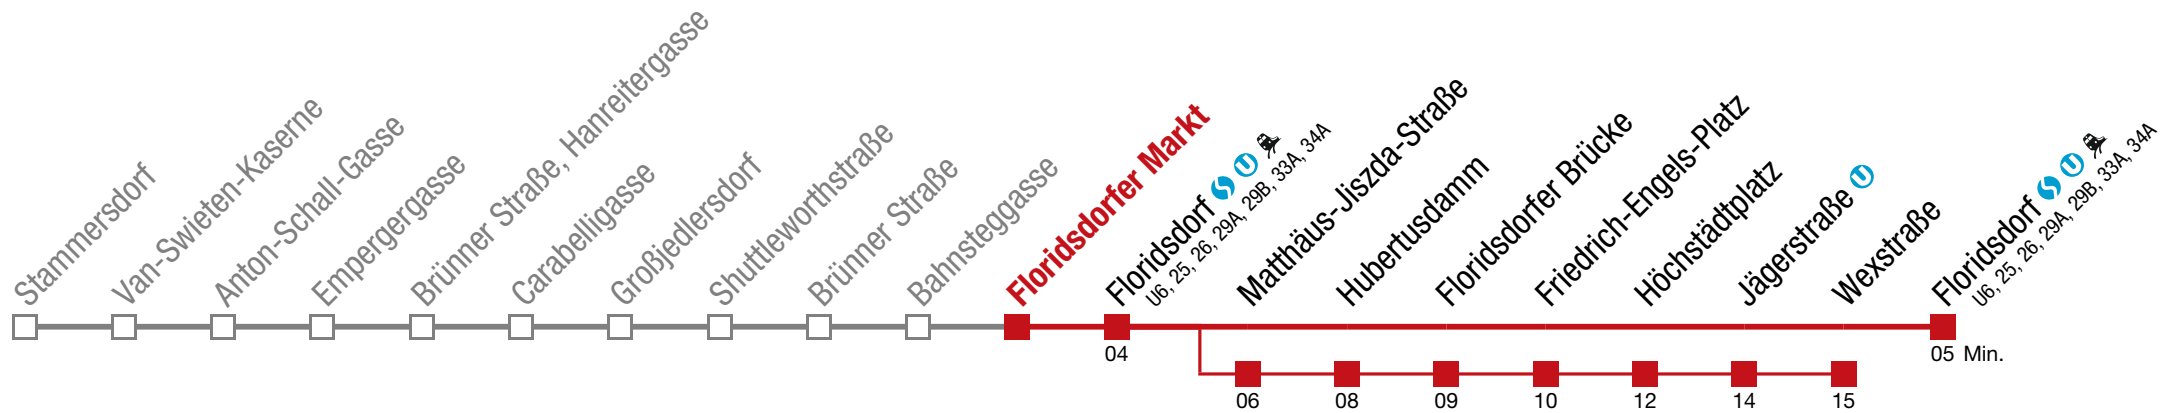 Stammersdorf
Van-Swieten-Kaserne
Anton-Schall-Gasse
Empergergasse
Brünner Straße, Hanreitergasse
Carabelligasse
Großjedlersdorf
Shuttleworthstraße
Brünner Straße
Bahnsteggasse
Floridsdorfer Markt
Floridsdorf S U
U6, 25, 26, 29A, 29B, 33A, 34A
Matthäus-Jiszda-Straße
Hubertusdamm
Floridsdorfer Brücke
Friedrich-Engels-Platz
Höchstädtplatz
Jägerstraße U
Wexstraße
Floridsdorf S U
U6, 25, 26, 29A, 29B, 33A, 34A
04
05 Min.
06
08
09
10
12
14
15